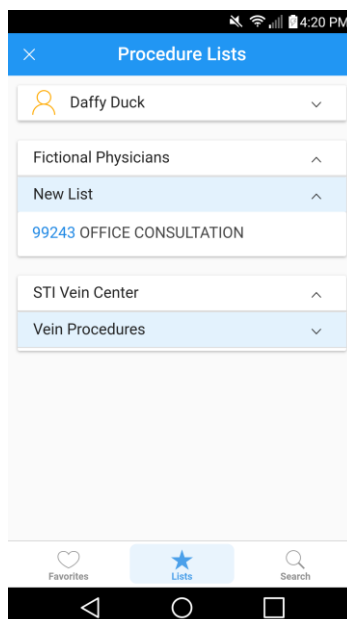 4:20 PM
Procedure Lists
Daffy Duck
Fictional Physicians
New List
99243 OFFICE CONSULTATION
STI Vein Center
Vein Procedures
Favorites
Lists
Search